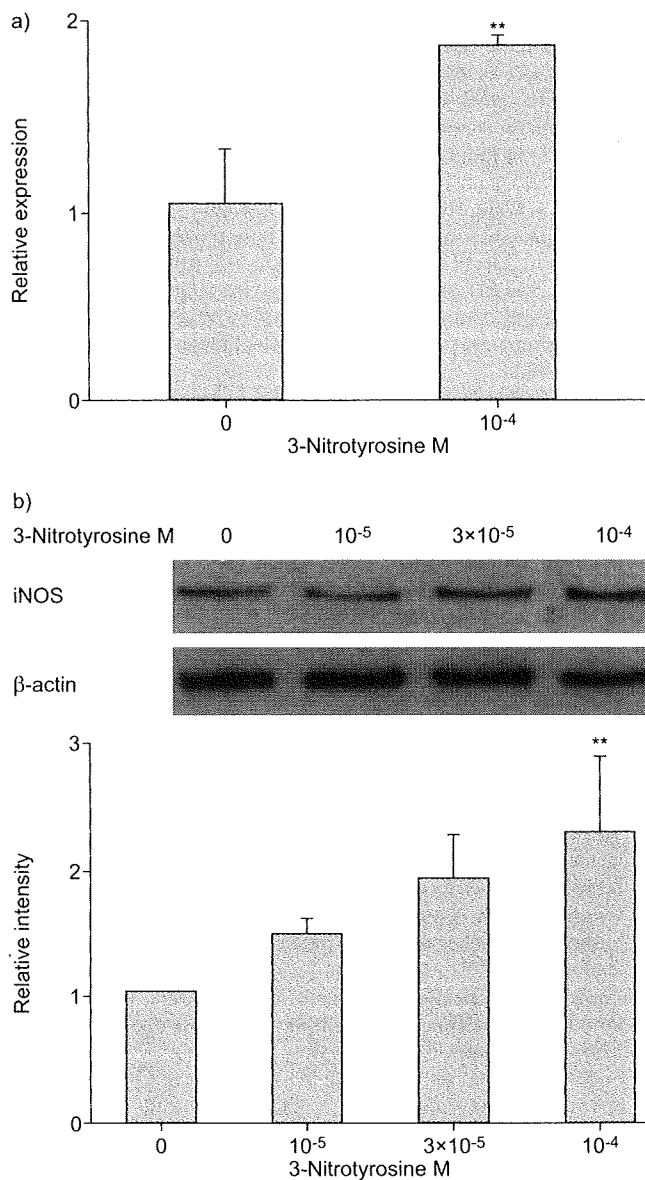 a)
2
1
0
Relative expression
**
0 10⁻⁴
3-Nitrotyrosine M
b)
3-Nitrotyrosine M 0 10⁻⁵ 3×10⁻⁵ 10⁻⁴
iNOS
β-actin
3
2
1
0
Relative intensity
**
0 10⁻⁵ 3×10⁻⁵ 10⁻⁴
3-Nitrotyrosine M